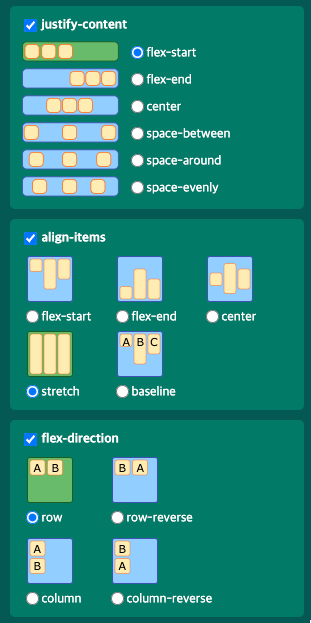 justify-content
flex-start
flex-end
center
space-between
space-around
space-evenly
align-items
flex-start flex-end center
A B C
stretch baseline
flex-direction
A B B A
row row-reverse
A B
B A
column column-reverse